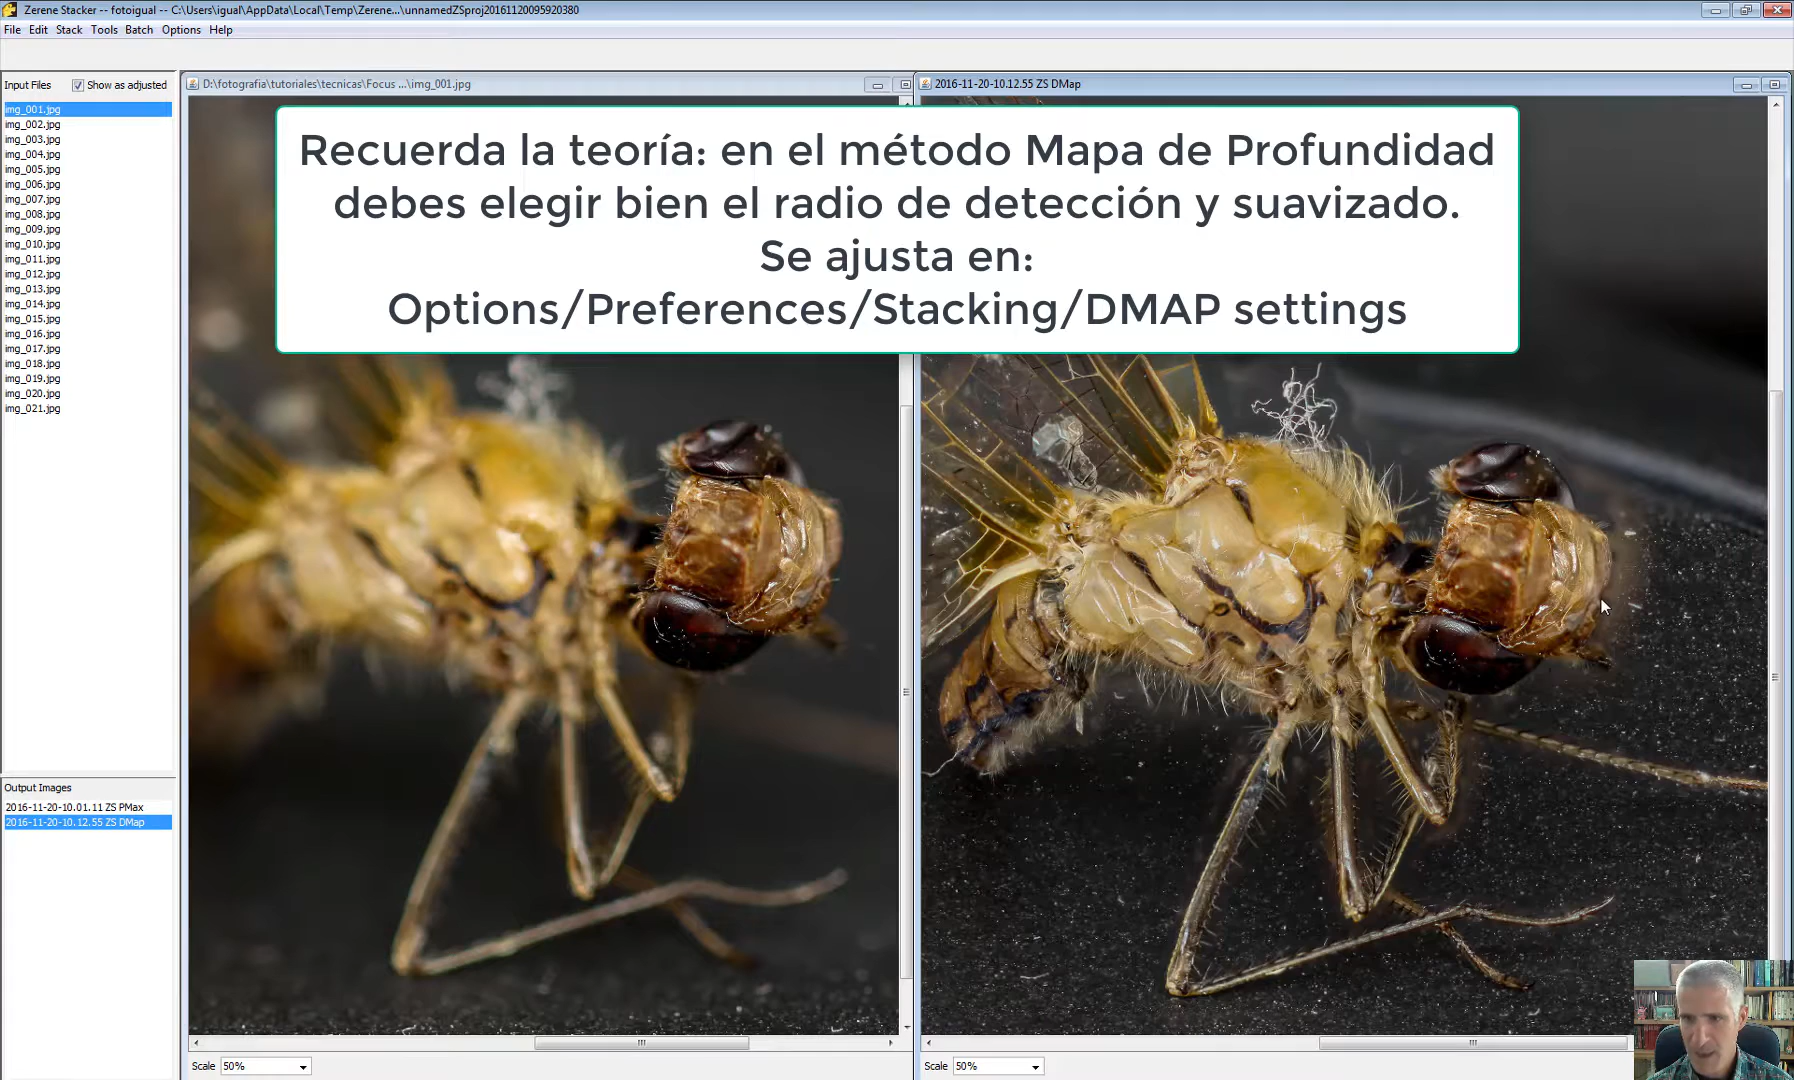 Zerene Stacker -- fotoigual -- C:\Users\igual\AppData\Local\Temp\Zerene...\unnamedZSproj20161120095920380
File Edit Stack Tools Batch Options Help
Input Files Show as adjusted
img_001.jpg
img_002.jpg
img_003.jpg
img_004.jpg
img_005.jpg
img_006.jpg
img_007.jpg
img_008.jpg
img_009.jpg
img_010.jpg
img_011.jpg
img_012.jpg
img_013.jpg
img_014.jpg
img_015.jpg
img_016.jpg
img_017.jpg
img_018.jpg
img_019.jpg
img_020.jpg
img_021.jpg
Output Images
2016-11-20-10.01.11 ZS PMax
2016-11-20-10.12.55 ZS DMap
D:\fotografia\tutoriales\tecnicas\Focus ...\img_001.jpg
2016-11-20-10.12.55 ZS DMap
Recuerda la teoría: en el método Mapa de Profundidad
debes elegir bien el radio de detección y suavizado.
Se ajusta en:
Options/Preferences/Stacking/DMAP settings
Scale 50%
Scale 50%